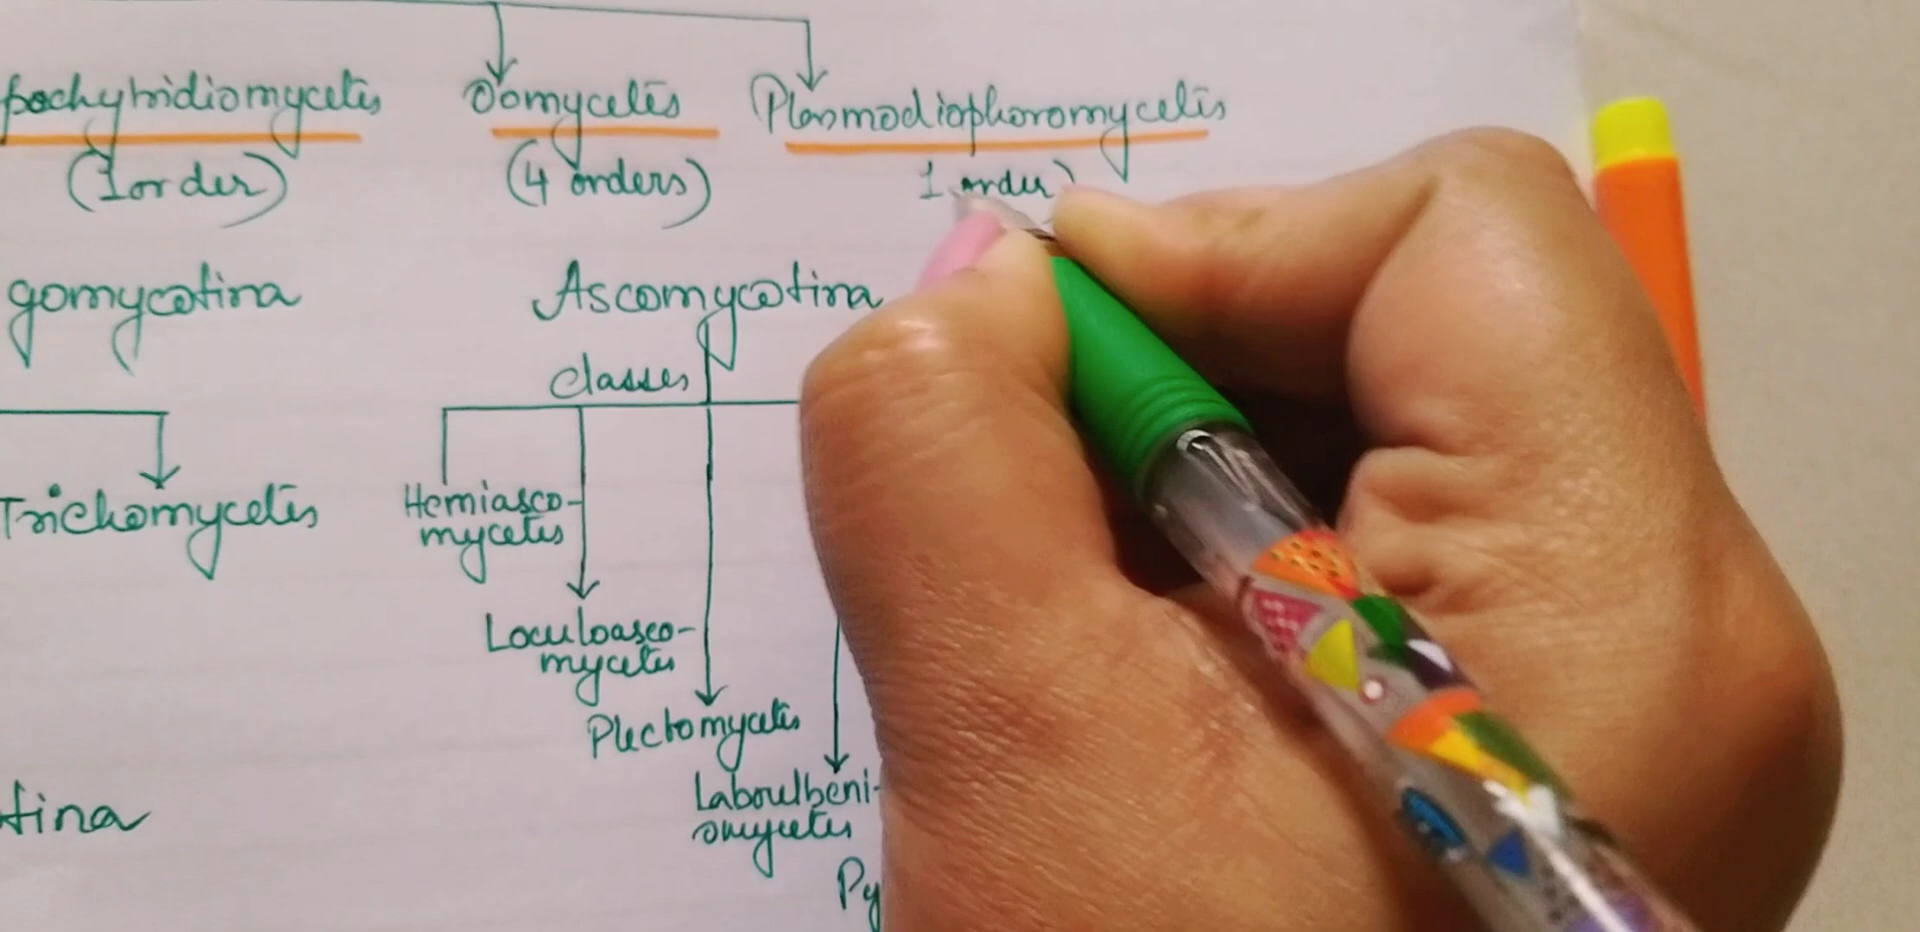 pochytridiomycetes Oomycetes Plasmodiophoromycetes
(1 order) (4 orders) 1 order)
gomycotina Ascomycotina
classes
Trichomycetes Hemiasco-
mycetes
Loculoasco-
mycetes
Plectomycetes
Laboulbeni-
omycetes
tina
Py